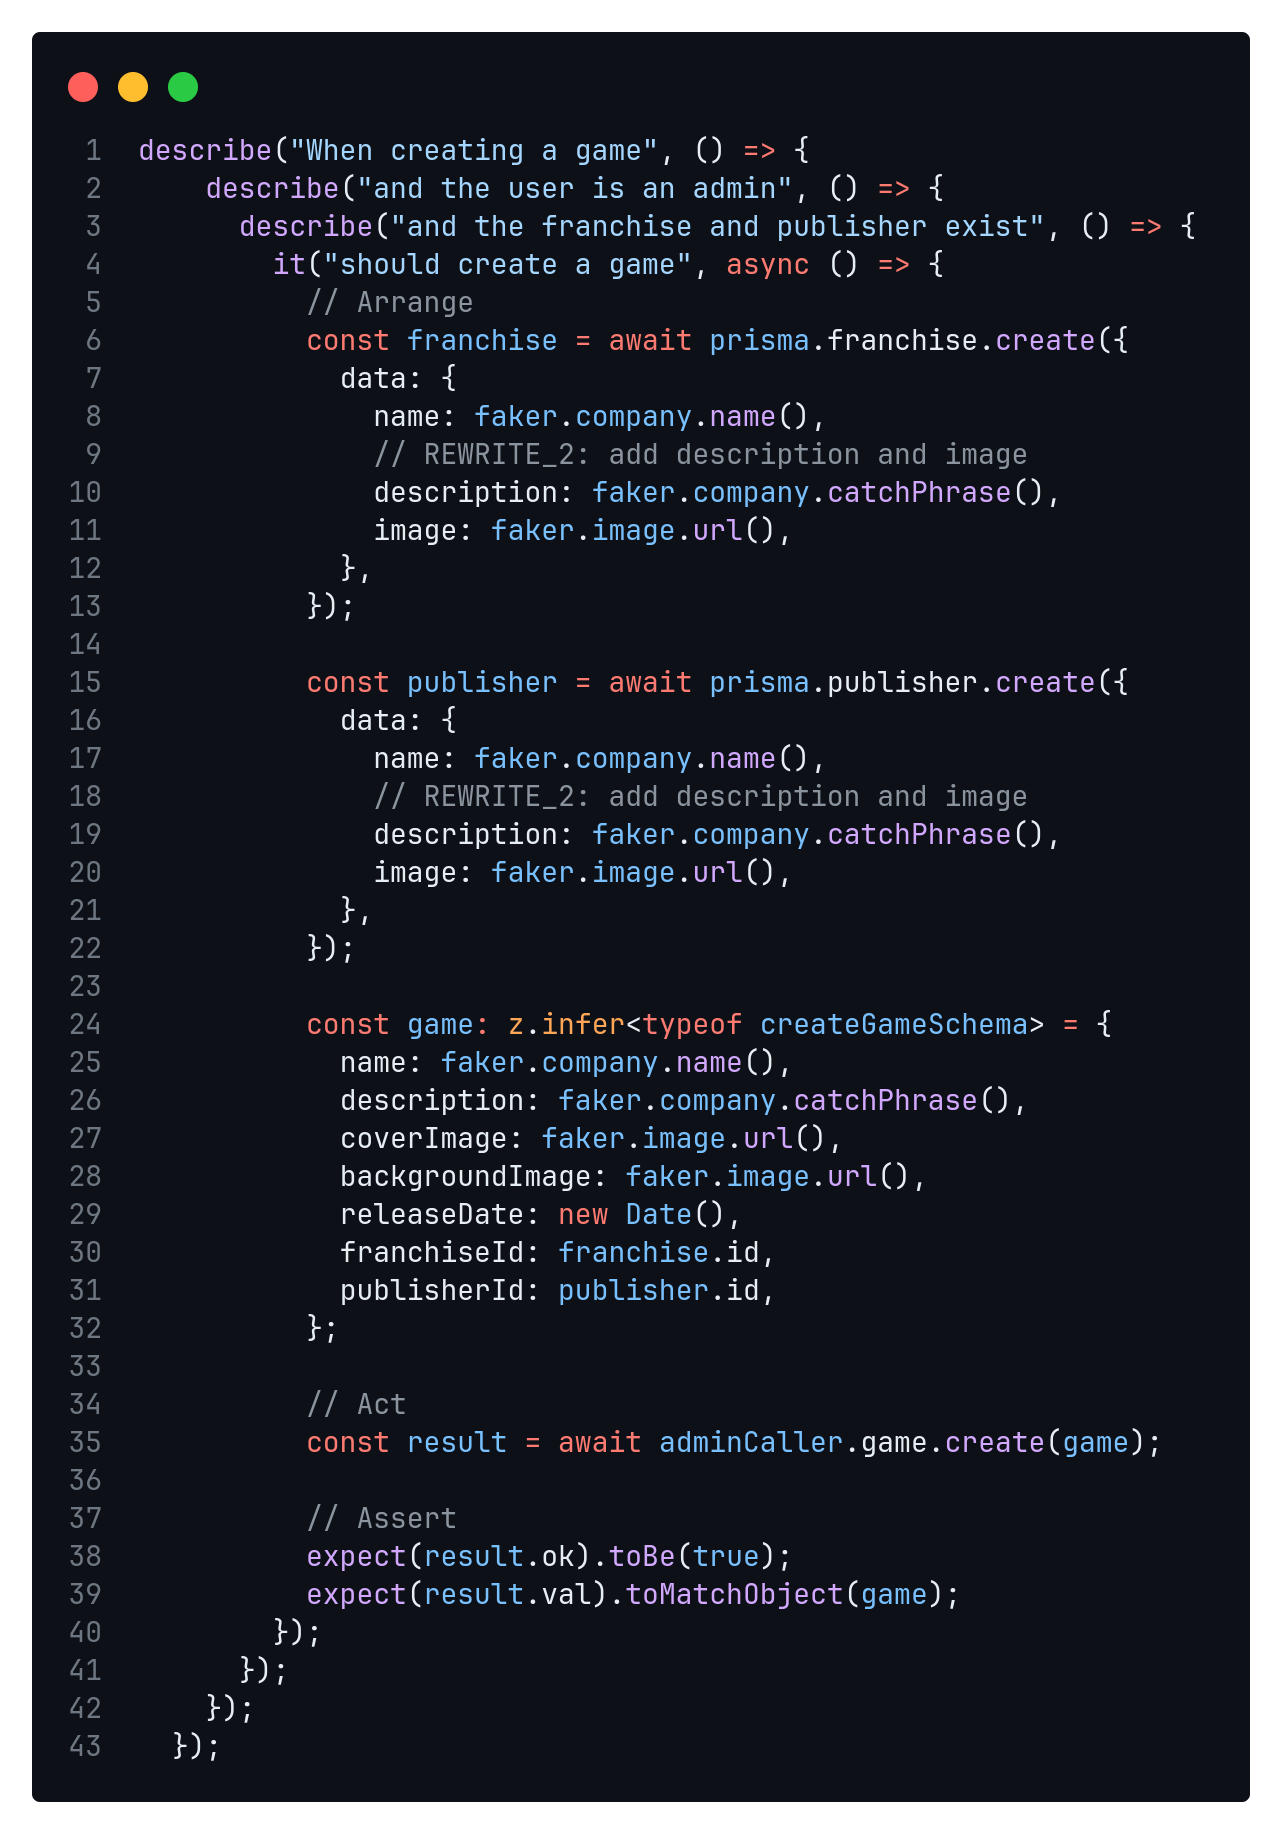 1 describe("When creating a game", () => {
2     describe("and the user is an admin", () => {
3       describe("and the franchise and publisher exist", () => {
4         it("should create a game", async () => {
5           // Arrange
6           const franchise = await prisma.franchise.create({
7             data: {
8               name: faker.company.name(),
9               // REWRITE_2: add description and image
10               description: faker.company.catchPhrase(),
11               image: faker.image.url(),
12             },
13           });
14
15           const publisher = await prisma.publisher.create({
16             data: {
17               name: faker.company.name(),
18               // REWRITE_2: add description and image
19               description: faker.company.catchPhrase(),
20               image: faker.image.url(),
21             },
22           });
23
24           const game: z.infer<typeof createGameSchema> = {
25             name: faker.company.name(),
26             description: faker.company.catchPhrase(),
27             coverImage: faker.image.url(),
28             backgroundImage: faker.image.url(),
29             releaseDate: new Date(),
30             franchiseId: franchise.id,
31             publisherId: publisher.id,
32           };
33
34           // Act
35           const result = await adminCaller.game.create(game);
36
37           // Assert
38           expect(result.ok).toBe(true);
39           expect(result.val).toMatchObject(game);
40         });
41       });
42     });
43   });